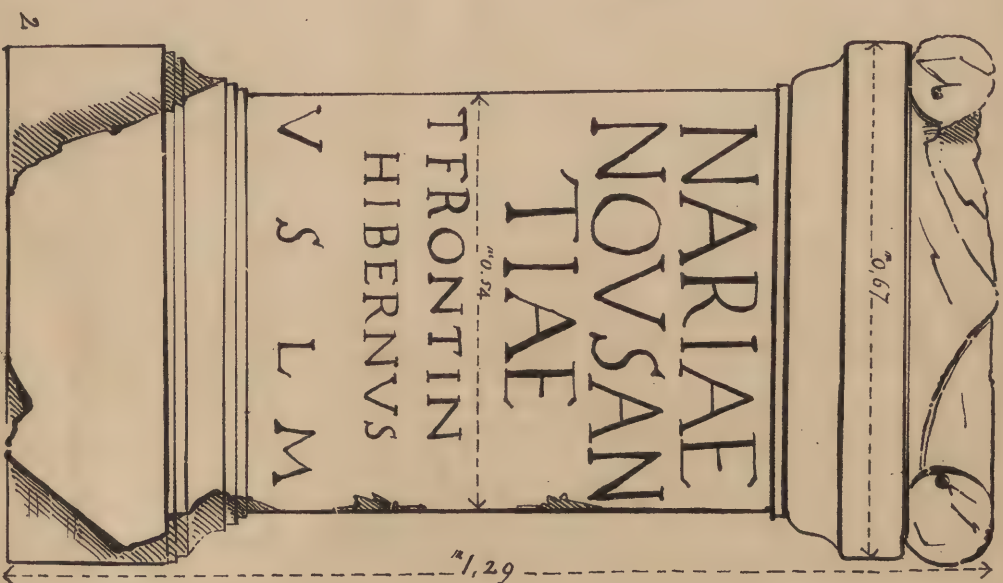 2
m 0,67
NARIAE
NOVSAN
TIAE
m 0.54
TFRONTIN
HIBERNVS
V S L M
m 1,29